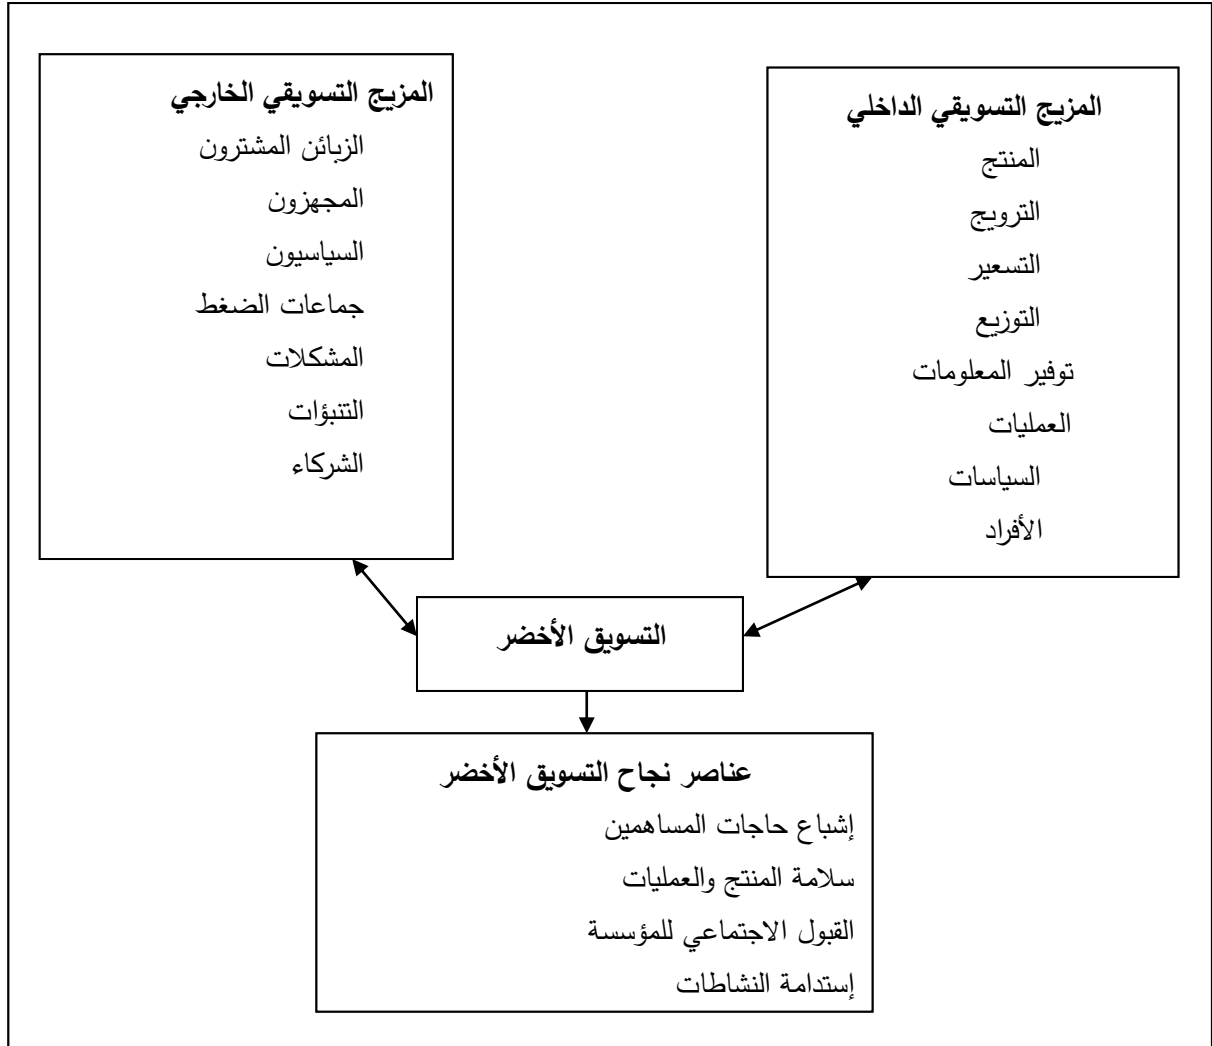 المزيج التسويقي الداخلي
المنتج
الترويج
التسعير
التوزيع
توفير المعلومات
العمليات
السياسات
الأفراد
المزيج التسويقي الخارجي
الزبائن المشترون
المجهزون
السياسيون
جماعات الضغط
المشكلات
التنبؤات
الشركاء
التسويق الأخضر
عناصر نجاح التسويق الأخضر
إشباع حاجات المساهمين
سلامة المنتج والعمليات
القبول الاجتماعي للمؤسسة
إستدامة النشاطات